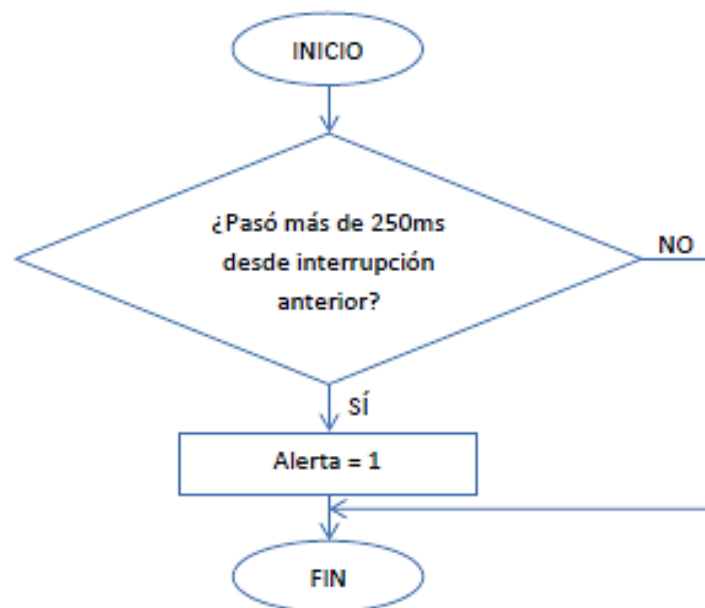 INICIO
¿Pasó más de 250ms
desde interrupción
anterior?
NO
SÍ
Alerta = 1
FIN